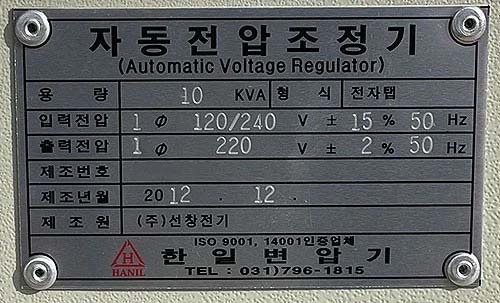 자동전압조정기
(Automatic Voltage Regulator)
용 량 10 KVA 형 식 전자탭
입력전압 1 Ø 120/240 V ± 15 % 50 Hz
출력전압 1 Ø 220 V ± 2 % 50 Hz
제조번호
제조년월 2012 . 12 .
제 조 원 (주)선창전기
ISO 9001, 14001인증업체
H
HANIL
한일변압기
TEL : 031)796-1815